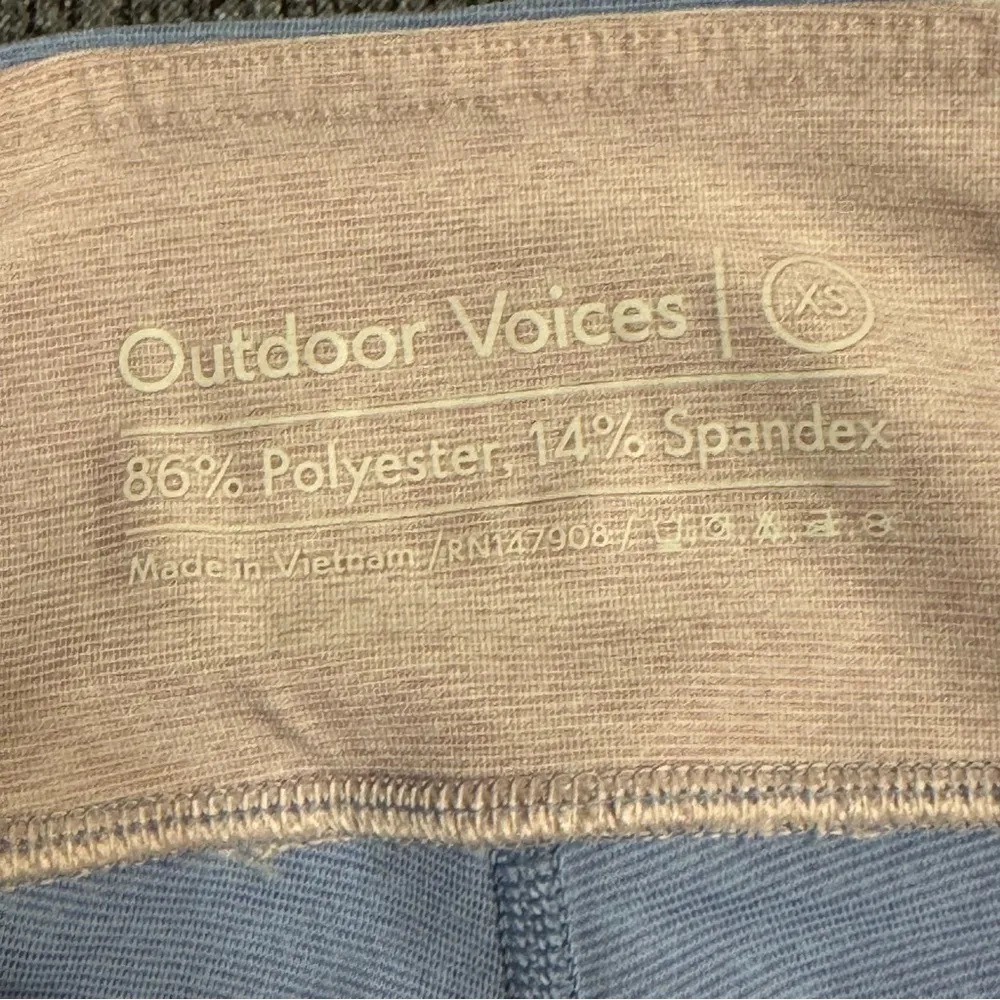 Outdoor Voices | XS
86% Polyester, 14% Spandex
Made in Vietnam / RN147908 /